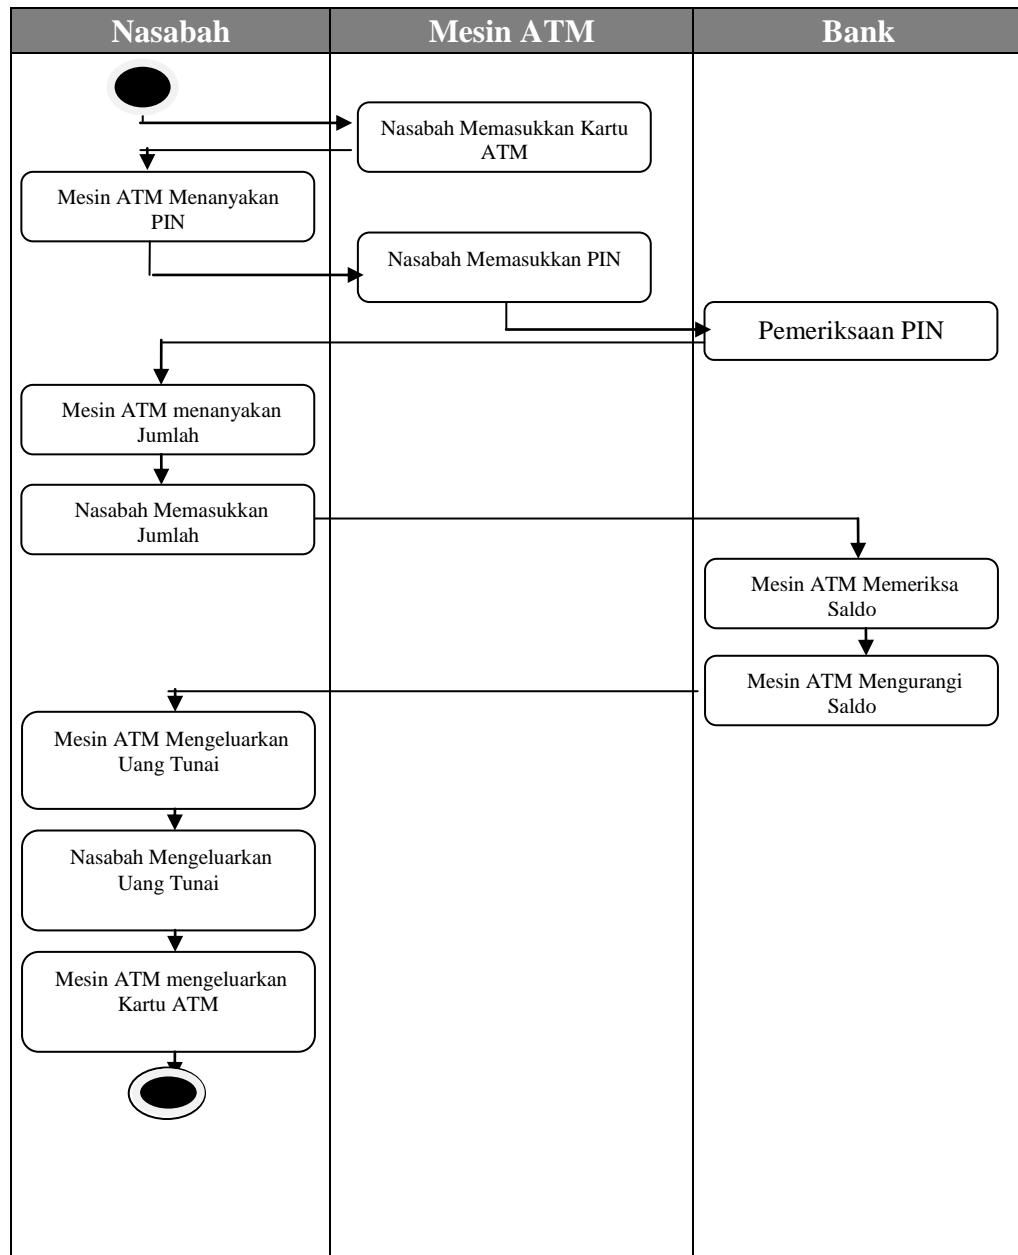 Nasabah
Mesin ATM
Bank
Nasabah Memasukkan Kartu
ATM
Mesin ATM Menanyakan
PIN
Nasabah Memasukkan PIN
Pemeriksaan PIN
Mesin ATM menanyakan
Jumlah
Nasabah Memasukkan
Jumlah
Mesin ATM Memeriksa
Saldo
Mesin ATM Mengurangi
Saldo
Mesin ATM Mengeluarkan
Uang Tunai
Nasabah Mengeluarkan
Uang Tunai
Mesin ATM mengeluarkan
Kartu ATM